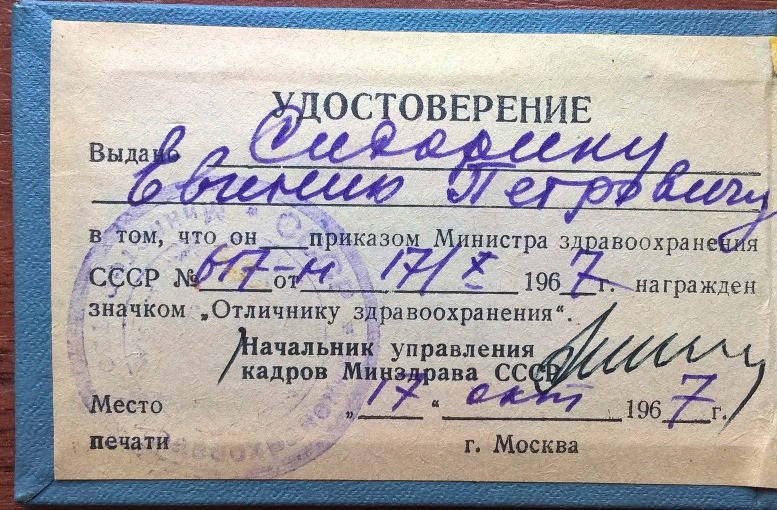 УДОСТОВЕРЕНИЕ
Выдано Сидорину
Евгению Петровичу
в том, что он приказом Министра здравоохранения
СССР № 617-н от 17/X 1967 г. награжден
значком „Отличнику здравоохранения“.
Начальник управления
кадров Минздрава СССР
Место „17“ окт 1967 г.
печати г. Москва
СССР